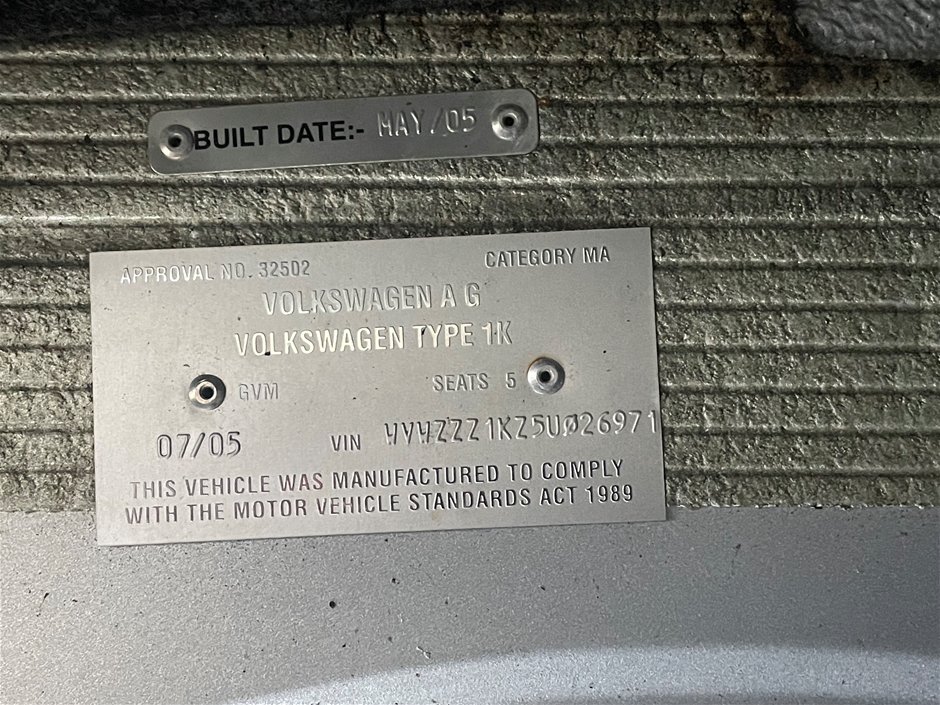 BUILT DATE:- MAY/05
APPROVAL NO. 32502 CATEGORY MA
VOLKSWAGEN A G
VOLKSWAGEN TYPE 1K
GVM SEATS 5
07/05 VIN WVWZZZ1KZ5U026971
THIS VEHICLE WAS MANUFACTURED TO COMPLY
WITH THE MOTOR VEHICLE STANDARDS ACT 1989